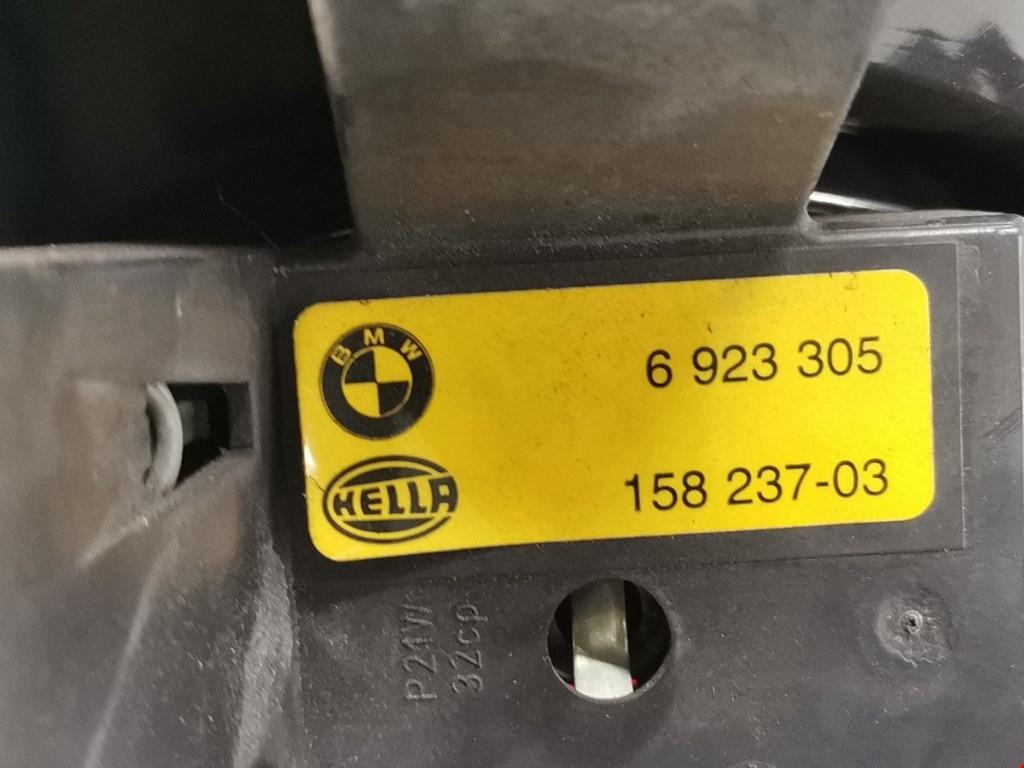 BMW
6 923 305
HELLA
158 237-03
P21W
32cp